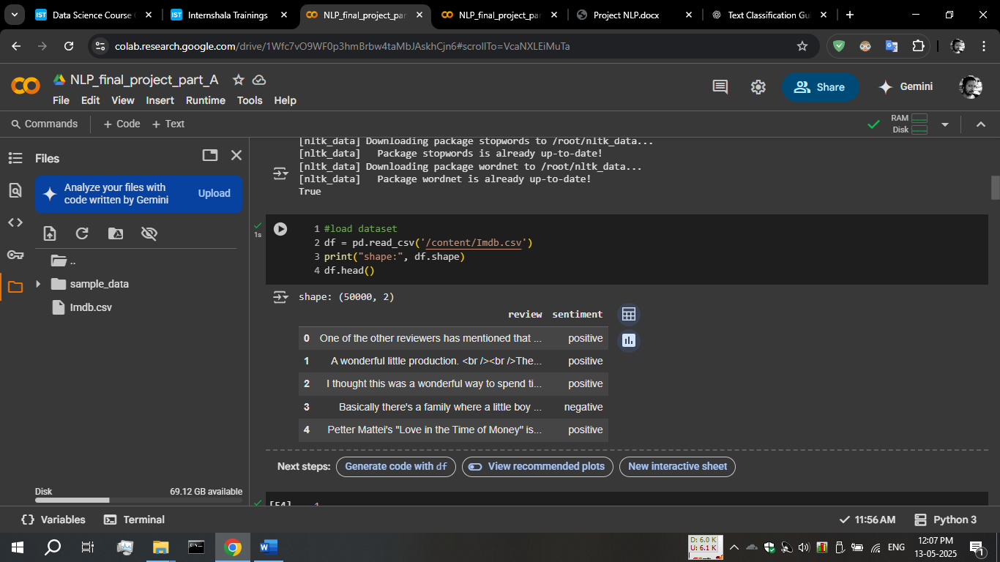 Data Science Course
Internshala Trainings
NLP_final_project_par
NLP_final_project_par
Project NLP.docx
Text Classification Gui
colab.research.google.com/drive/1Wfc7vO9WF0p3hmBrbw4taMbJAskhCjn6#scrollTo=VcaNXLEiMuTa
NLP_final_project_part_A
File Edit View Insert Runtime Tools Help
Share
Gemini
Commands + Code + Text
RAM
Disk
Files
Analyze your files with
code written by Gemini
Upload
..
sample_data
Imdb.csv
Disk 69.12 GB available
[nltk_data] Downloading package stopwords to /root/nltk_data...
[nltk_data]   Package stopwords is already up-to-date!
[nltk_data] Downloading package wordnet to /root/nltk_data...
[nltk_data]   Package wordnet is already up-to-date!
True
1s
1 #load dataset
2 df = pd.read_csv('/content/Imdb.csv')
3 print("shape:", df.shape)
4 df.head()
shape: (50000, 2)
review sentiment
0 One of the other reviewers has mentioned that ... positive
1 A wonderful little production. <br /><br />The... positive
2 I thought this was a wonderful way to spend ti... positive
3 Basically there's a family where a little boy ... negative
4 Petter Mattei's "Love in the Time of Money" is... positive
Next steps: Generate code with df View recommended plots New interactive sheet
[54] 1
Variables Terminal
11:56 AM Python 3
D: 6.0 K
U: 6.1 K
ENG
12:07 PM
13-05-2025
1